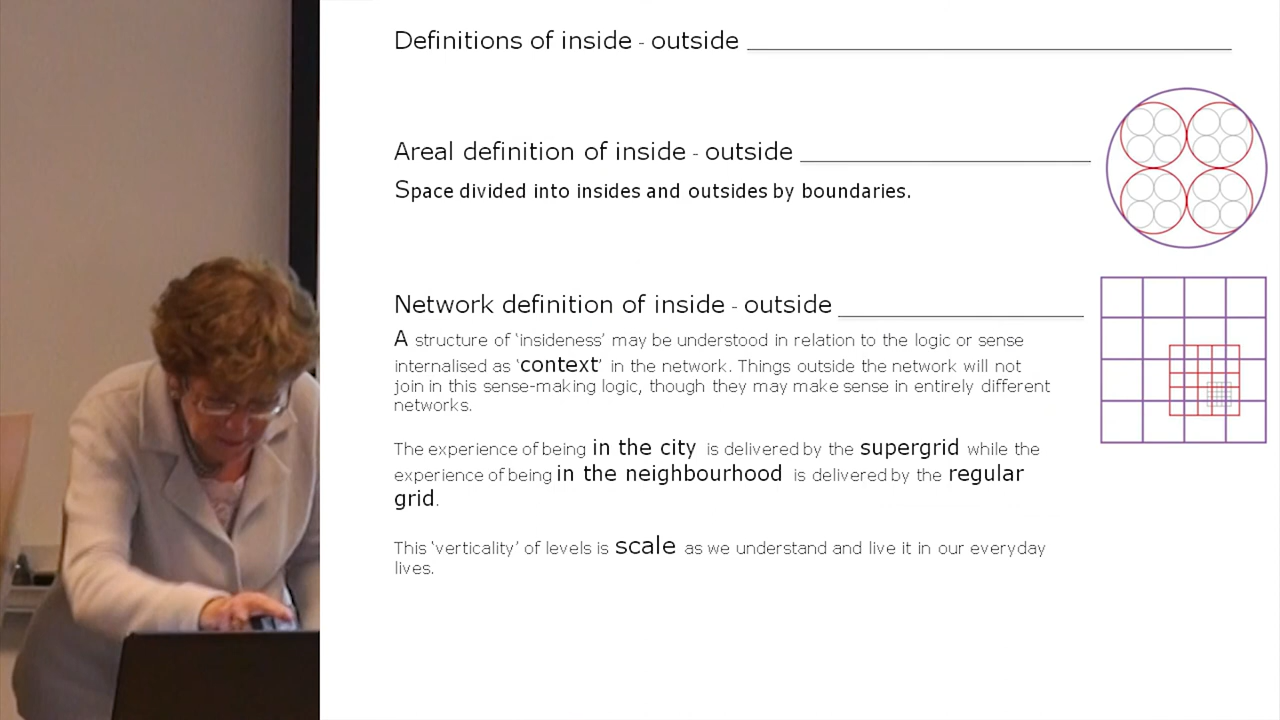 Definitions of inside - outside
Areal definition of inside - outside
Space divided into insides and outsides by boundaries.
Network definition of inside - outside
A structure of ‘insideness’ may be understood in relation to the logic or sense
internalised as ‘context’ in the network. Things outside the network will not
join in this sense-making logic, though they may make sense in entirely different
networks.
The experience of being in the city is delivered by the supergrid while the
experience of being in the neighbourhood is delivered by the regular
grid.
This ‘verticality’ of levels is scale as we understand and live it in our everyday
lives.